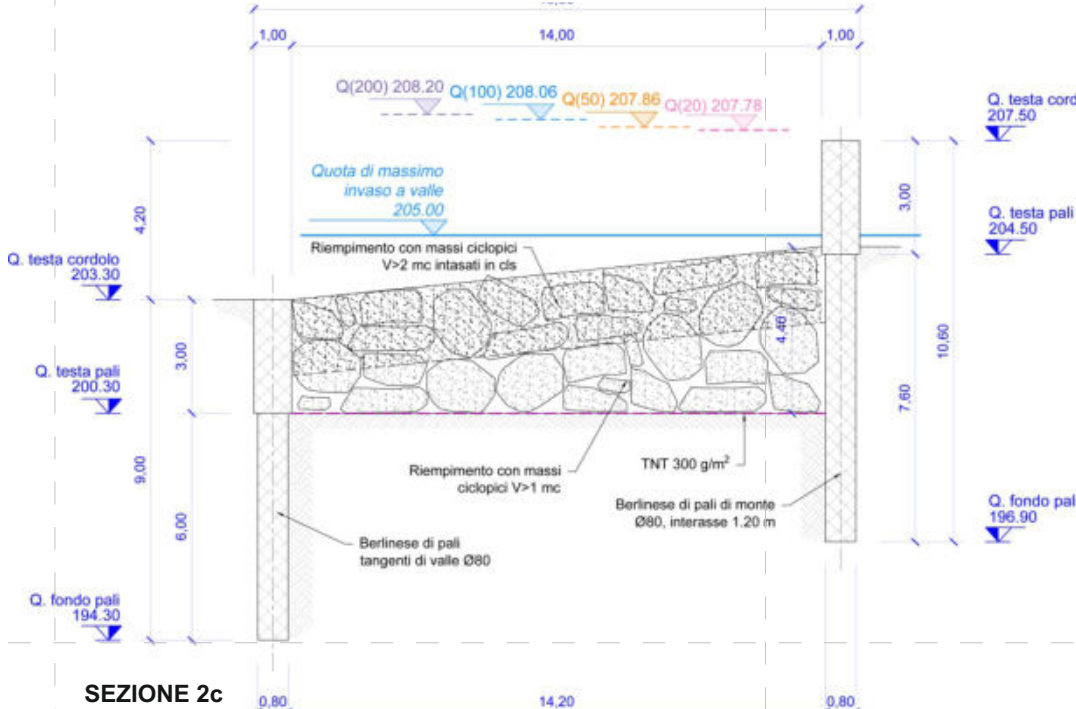 1,00
14,00
1,00
Q(200) 208.20
Q(100) 208.06
Q(50) 207.86
Q(20) 207.78
Q. testa cord
207.50
Quota di massimo
invaso a valle
205.00
4,20
3,00
Q. testa pali
204.50
Riempimento con massi ciclopici
V>2 mc intasati in cls
Q. testa cordolo
203.30
4,46
10,60
3,00
Q. testa pali
200.30
7,60
9,00
Riempimento con massi
ciclopici V>1 mc
TNT 300 g/m²
Berlinese di pali di monte
Ø80, interasse 1.20 m
Q. fondo pal
196.90
6,00
Berlinese di pali
tangenti di valle Ø80
Q. fondo pali
194.30
SEZIONE 2c
0,80
14,20
0,80